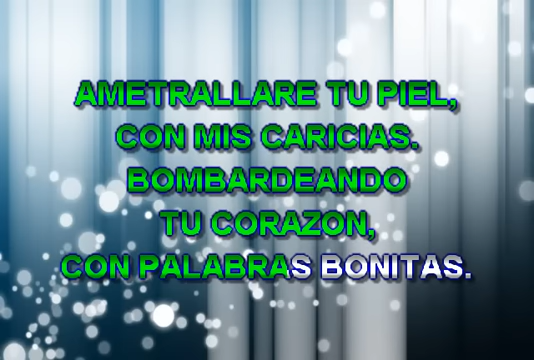 AMETRALLARE TU PIEL,
CON MIS CARICIAS.
BOMBARDEANDO
TU CORAZON,
CON PALABRAS BONITAS.